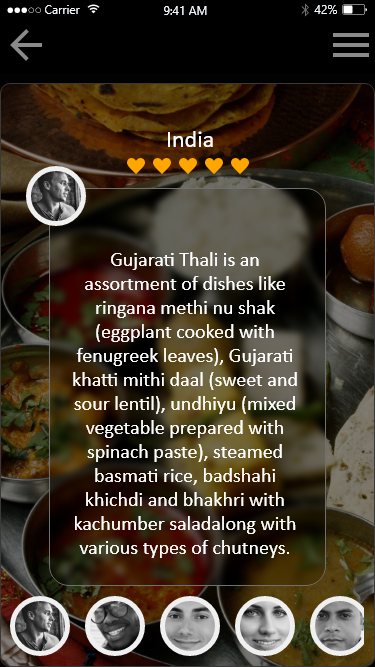 Carrier 9:41 AM 42%
India
Gujarati Thali is an
assortment of dishes like
ringana methi nu shak
(eggplant cooked with
fenugreek leaves), Gujarati
khatti mithi daal (sweet and
sour lentil), undhiyu (mixed
vegetable prepared with
spinach paste), steamed
basmati rice, badshahi
khichdi and bhakhri with
kachumber saladalong with
various types of chutneys.